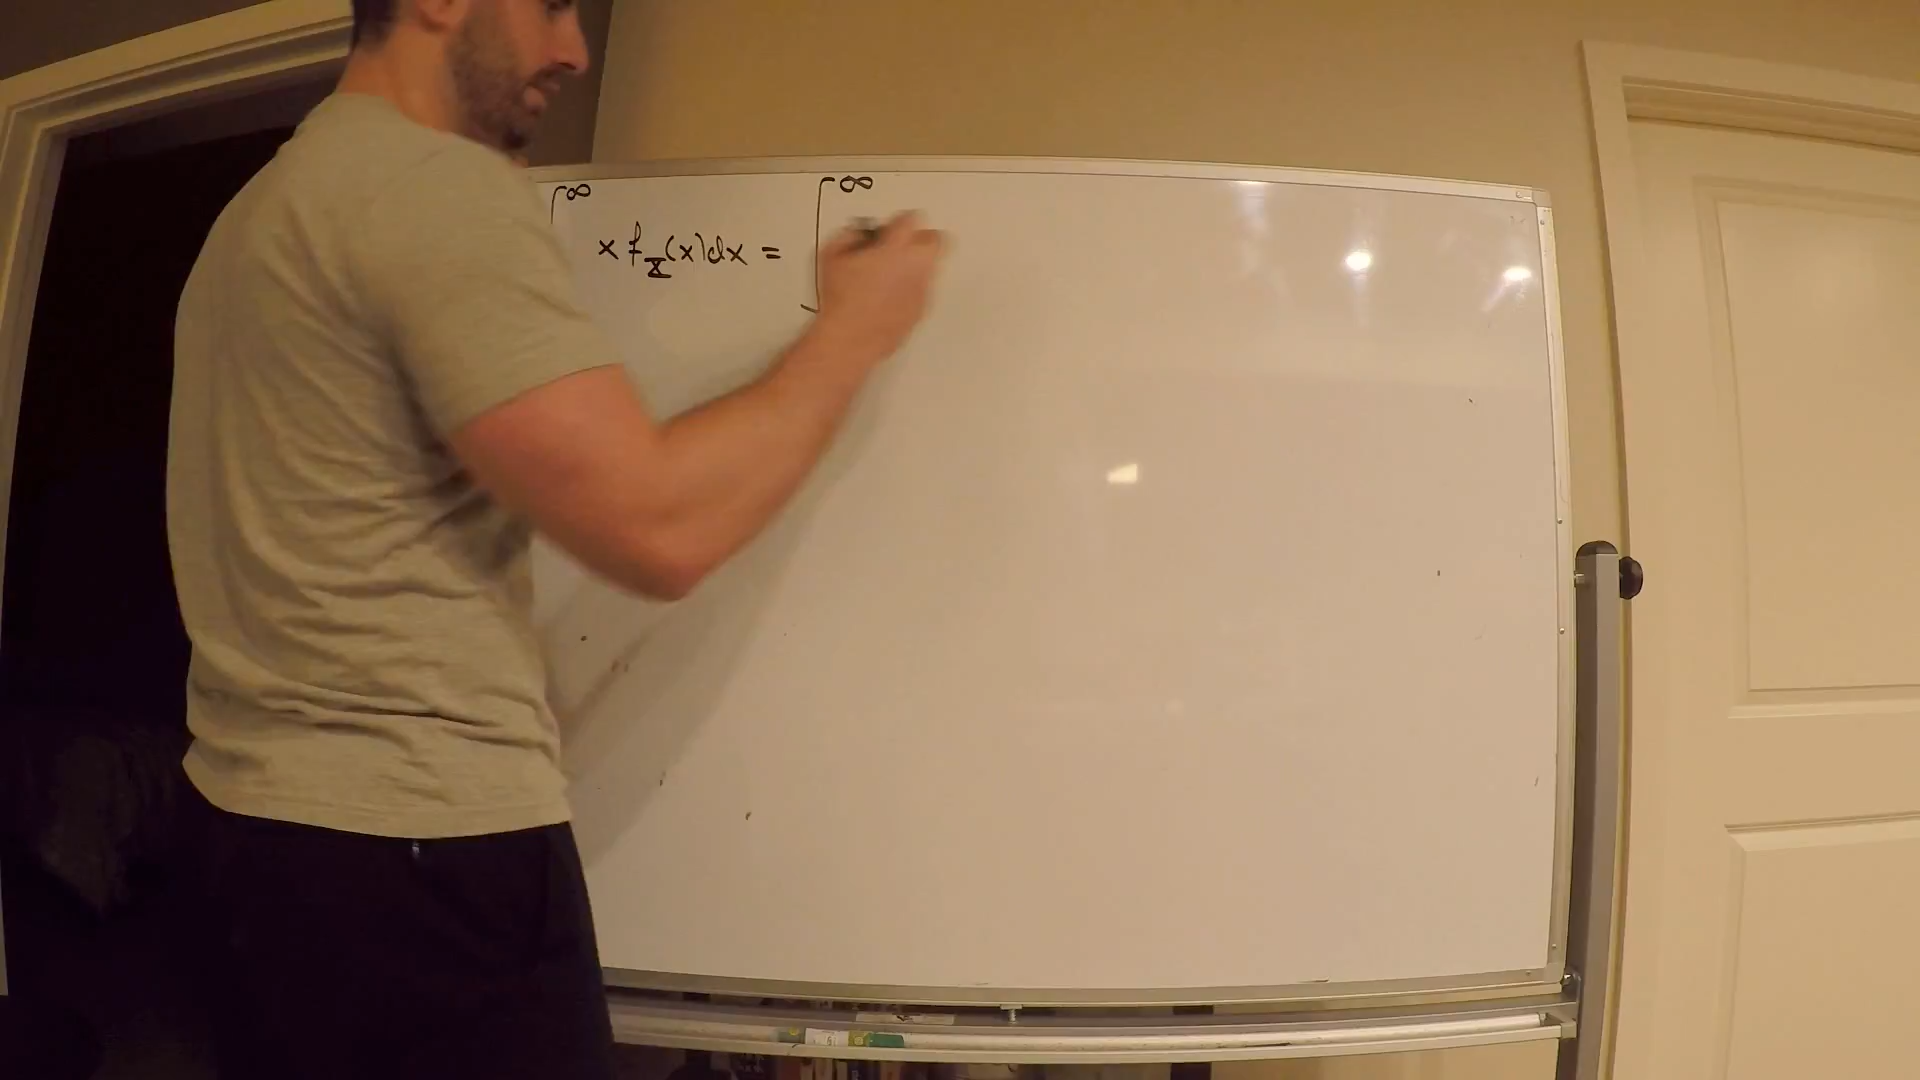 ∫^∞ x f_X(x)dx = ∫^∞